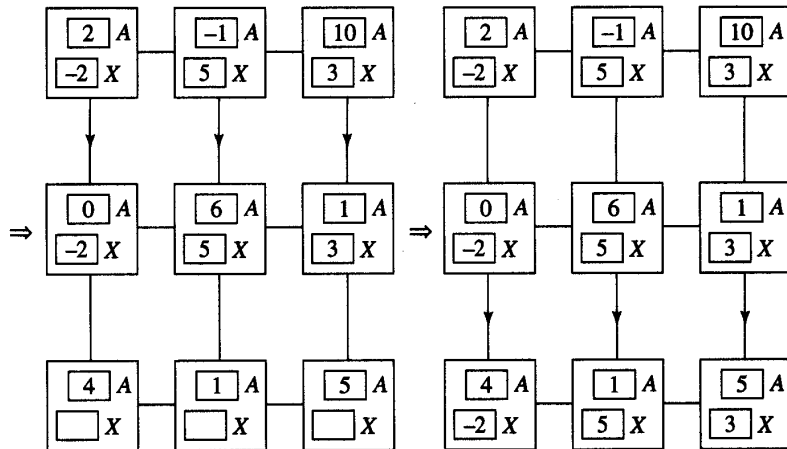 2 A -1 A 10 A 2 A -1 A 10 A
-2 X 5 X 3 X -2 X 5 X 3 X
⇒ 0 A 6 A 1 A ⇒ 0 A 6 A 1 A
-2 X 5 X 3 X -2 X 5 X 3 X
4 A 1 A 5 A 4 A 1 A 5 A
X X X -2 X 5 X 3 X